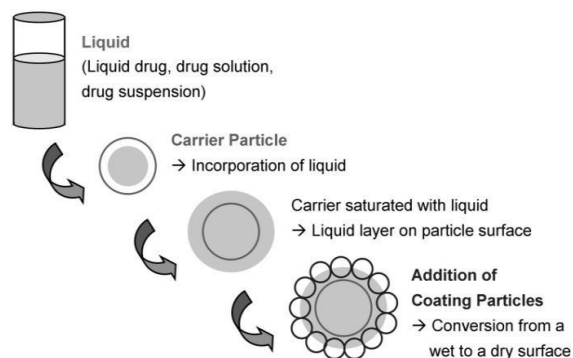 Liquid
(Liquid drug, drug solution,
drug suspension)
Carrier Particle
→ Incorporation of liquid
Carrier saturated with liquid
→ Liquid layer on particle surface
Addition of
Coating Particles
→ Conversion from a
wet to a dry surface